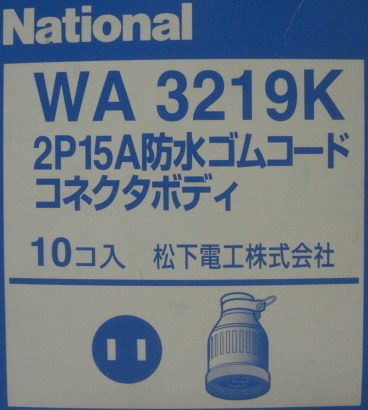 National
WA 3219K
2P15A防水ゴムコード
コネクタボディ
10コ入 松下電工株式会社